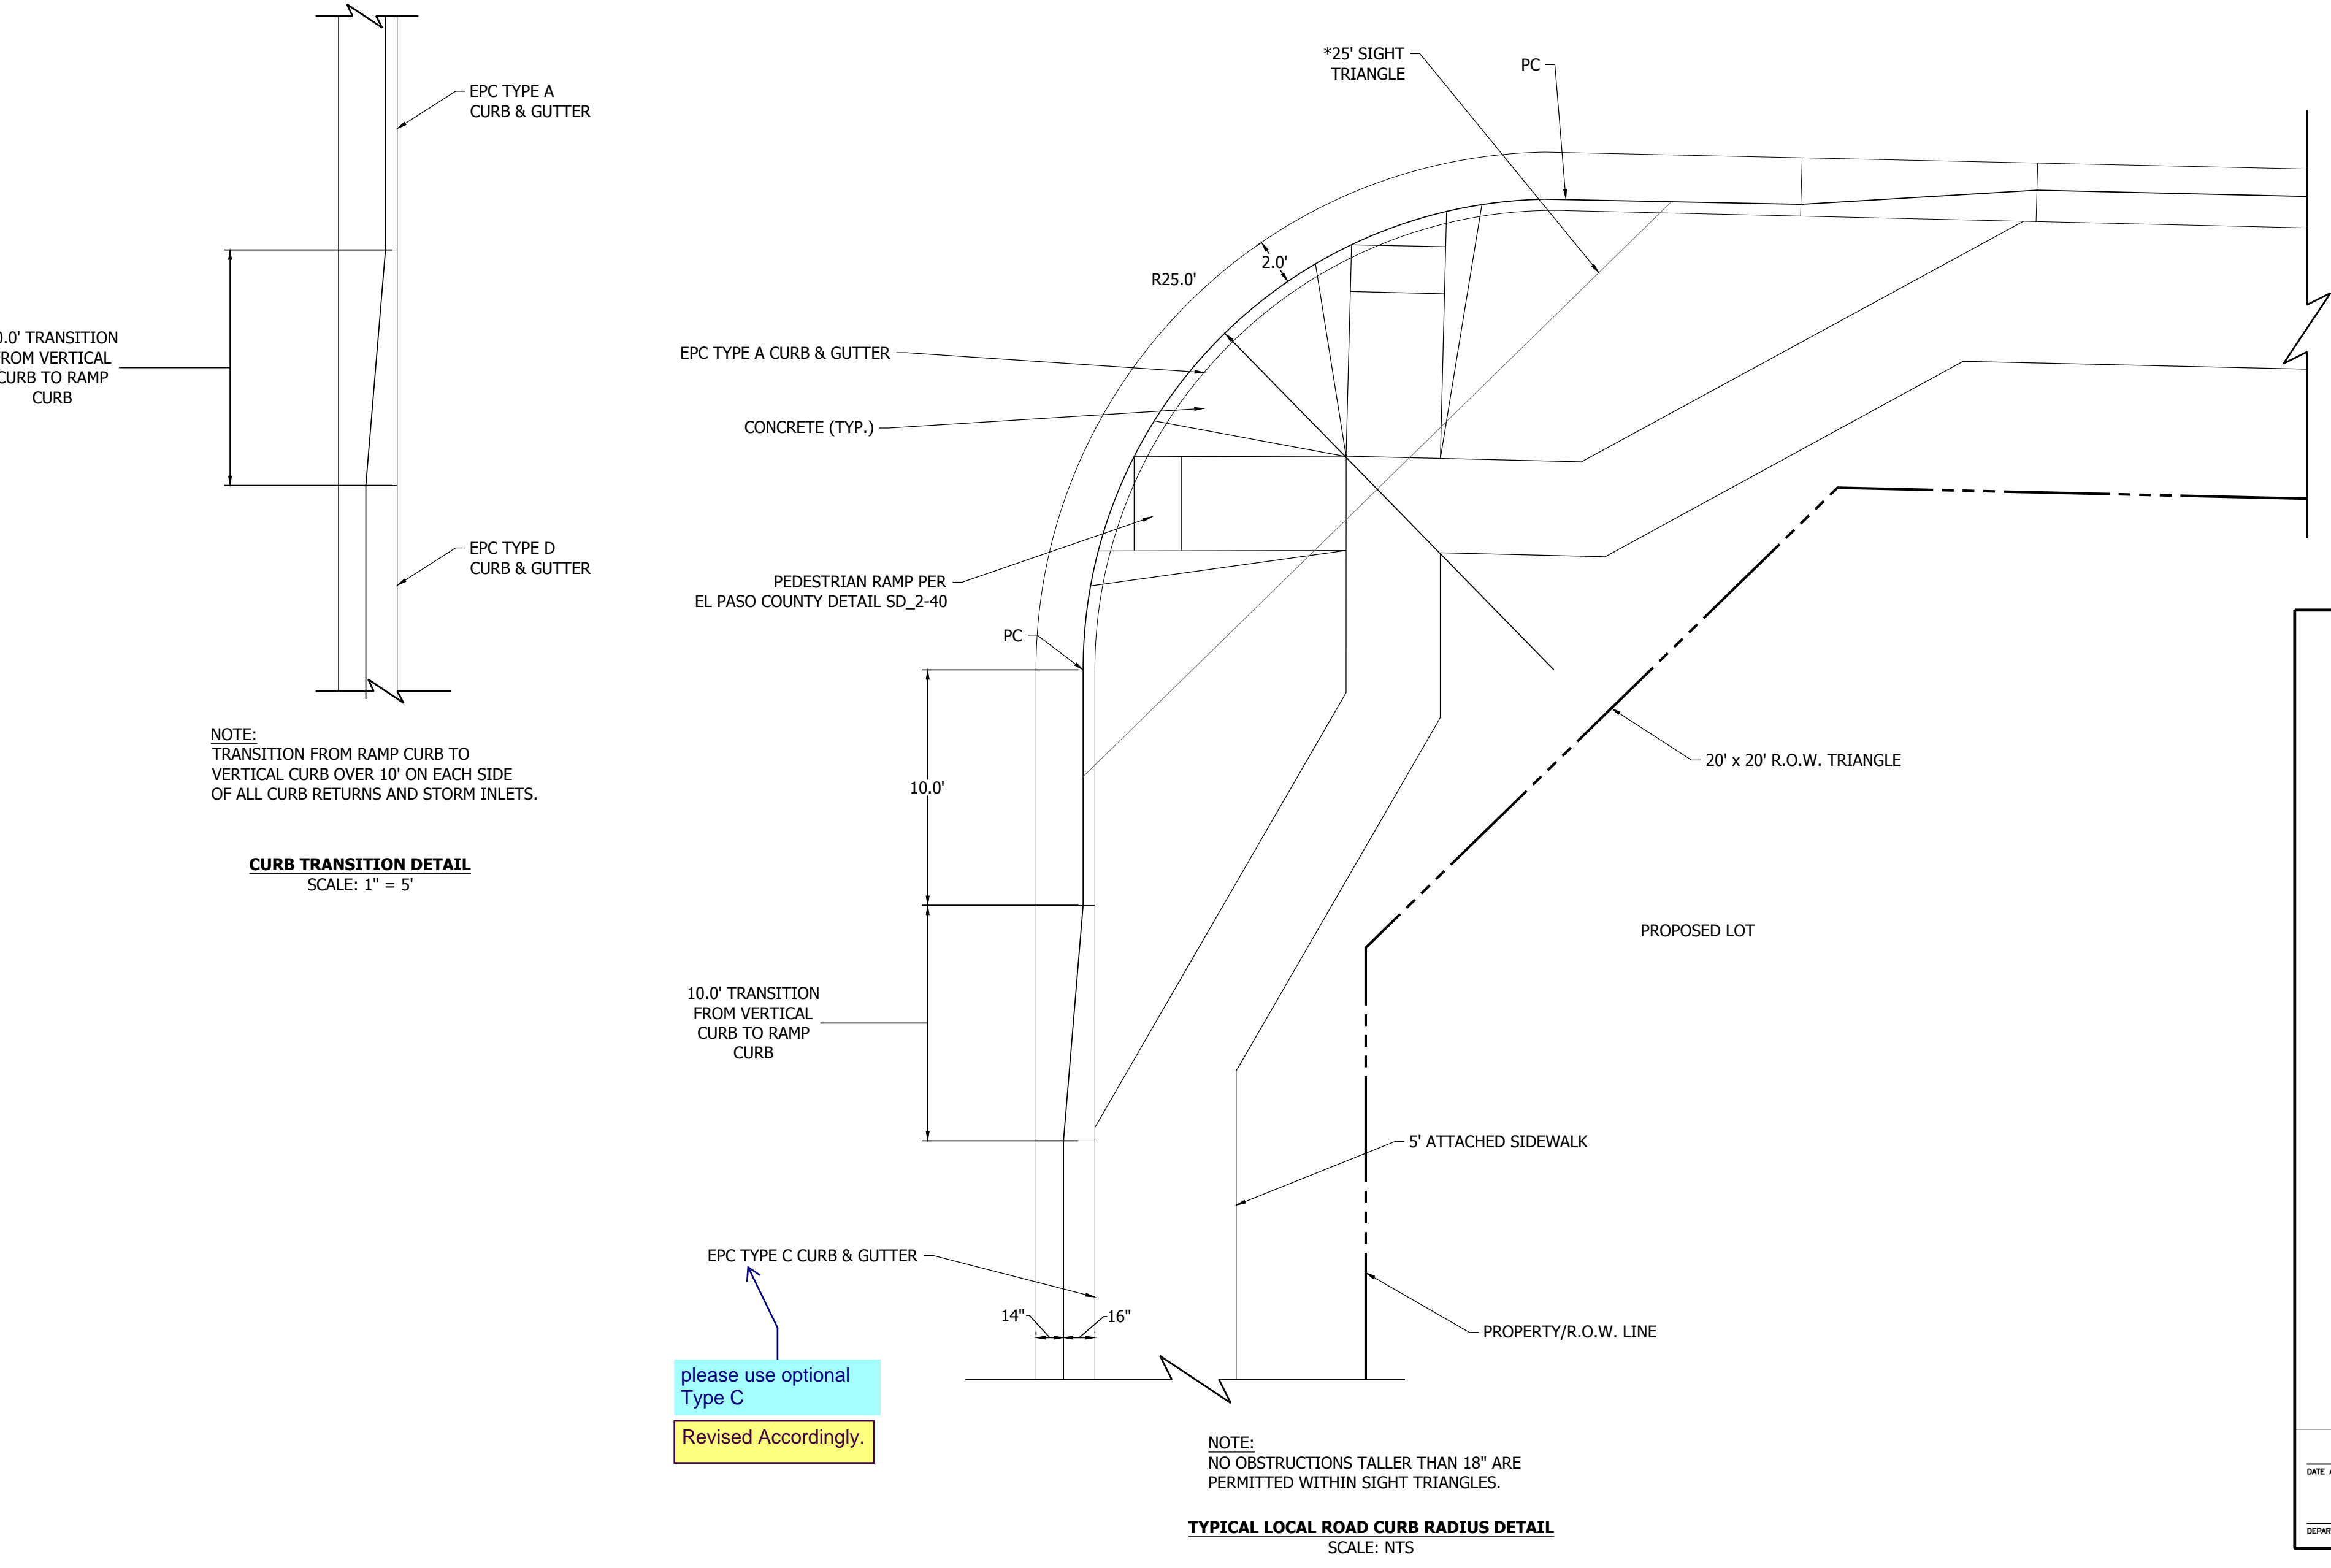 EPC TYPE A
CURB & GUTTER
TRANSITION
VERTICAL
TO RAMP
CURB
EPC TYPE D
CURB & GUTTER
NOTE:
TRANSITION FROM RAMP CURB TO
VERTICAL CURB OVER 10' ON EACH SIDE
OF ALL CURB RETURNS AND STORM INLETS.
CURB TRANSITION DETAIL
SCALE: 1" = 5'
*25' SIGHT
TRIANGLE
PC
R25.0'
2.0'
EPC TYPE A CURB & GUTTER
CONCRETE (TYP.)
PEDESTRIAN RAMP PER
EL PASO COUNTY DETAIL SD_2-40
PC
10.0'
20' x 20' R.O.W. TRIANGLE
PROPOSED LOT
10.0' TRANSITION
FROM VERTICAL
CURB TO RAMP
CURB
5' ATTACHED SIDEWALK
EPC TYPE C CURB & GUTTER
14"
16"
PROPERTY/R.O.W. LINE
please use optional
Type C
Revised Accordingly.
NOTE:
NO OBSTRUCTIONS TALLER THAN 18" ARE
PERMITTED WITHIN SIGHT TRIANGLES.
TYPICAL LOCAL ROAD CURB RADIUS DETAIL
SCALE: NTS
DATE